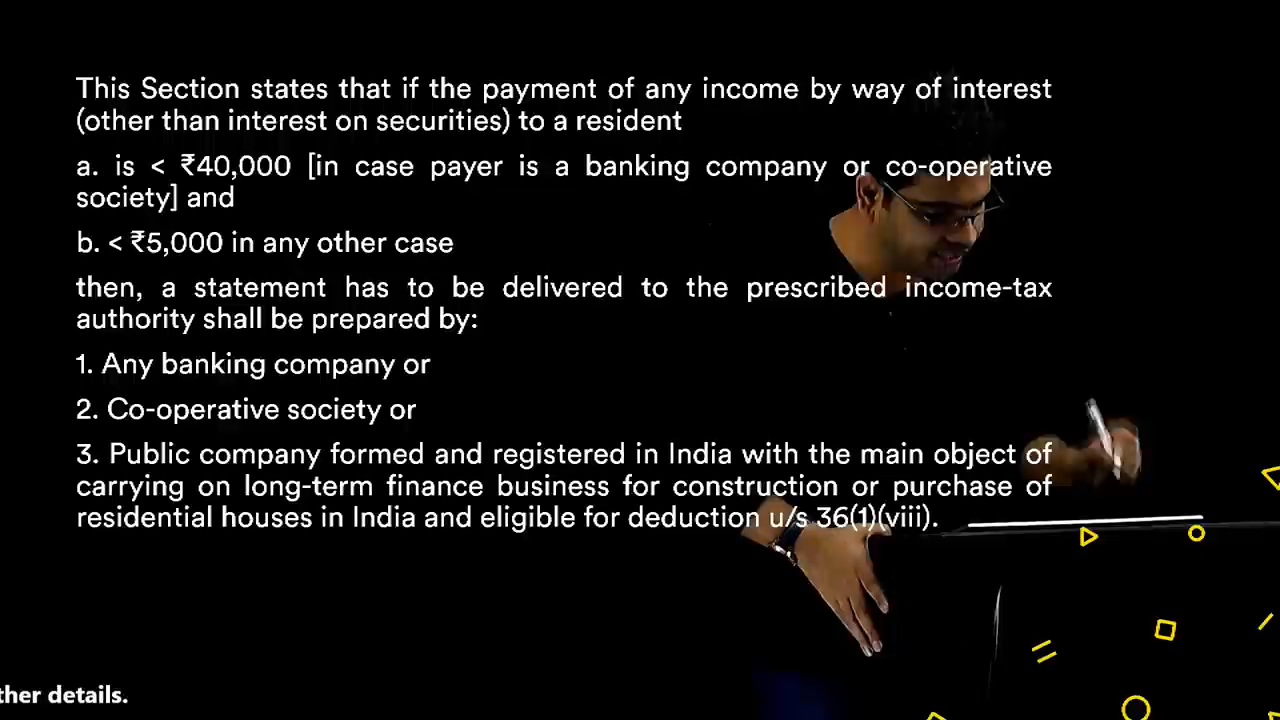 This Section states that if the payment of any income by way of interest
(other than interest on securities) to a resident
a. is < ₹40,000 [in case payer is a banking company or co-operative
society] and
b. < ₹5,000 in any other case
then, a statement has to be delivered to the prescribed income-tax
authority shall be prepared by:
1. Any banking company or
2. Co-operative society or
3. Public company formed and registered in India with the main object of
carrying on long-term finance business for construction or purchase of
residential houses in India and eligible for deduction u/s 36(1)(viii).
details.